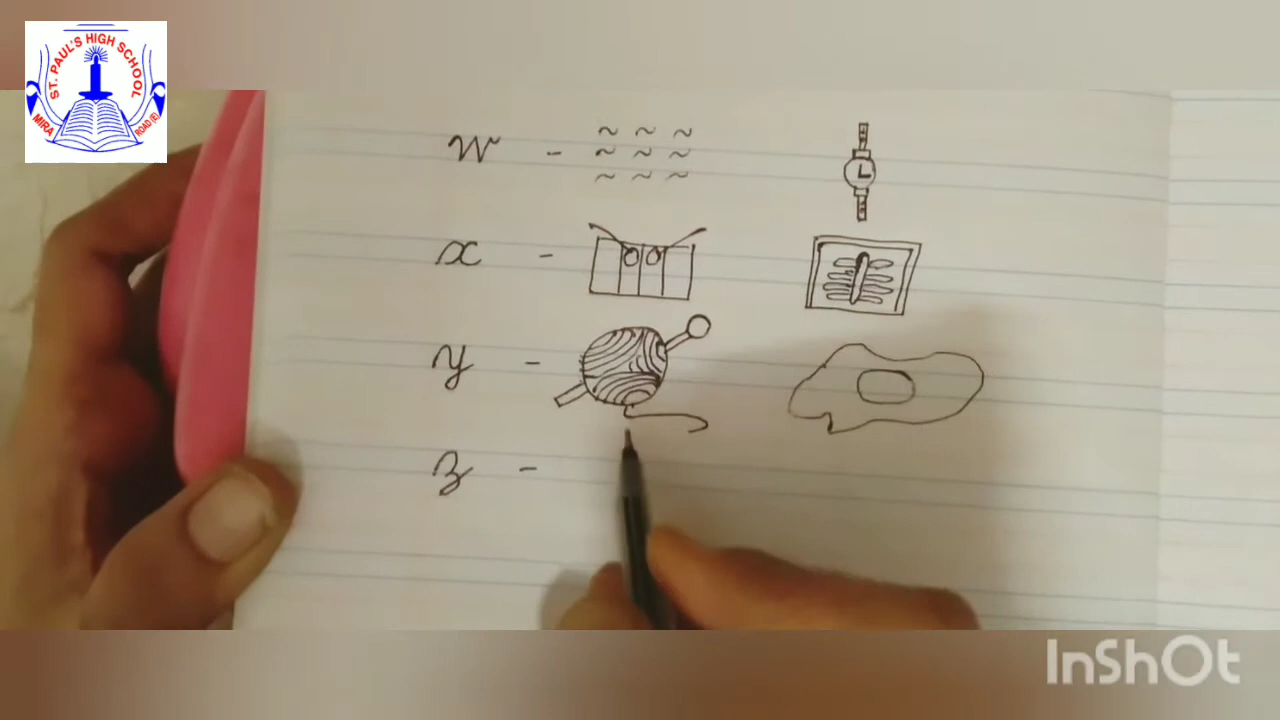 ST. PAUL'S HIGH SCHOOL
MIRA ROAD (E)
w -
x -
y -
z -
InShOt